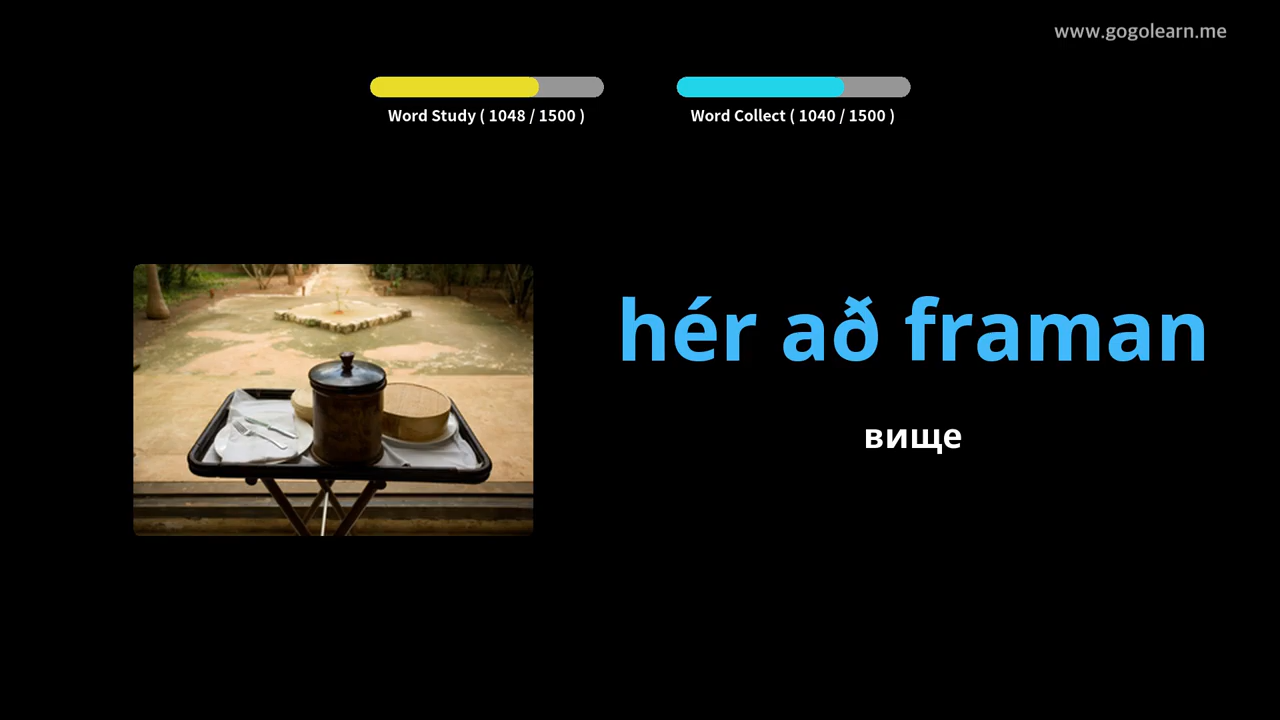 www.gogolearn.me
Word Study ( 1048 / 1500 )
Word Collect ( 1040 / 1500 )
hér að framan
вище